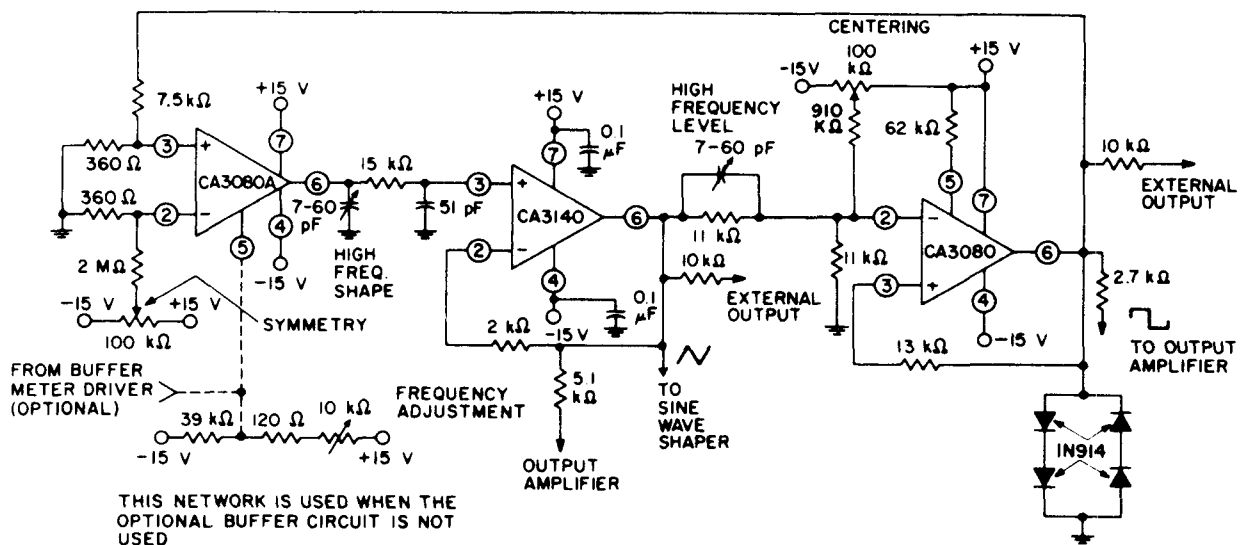 CENTERING
100
kΩ
+15 V
-15V
910
KΩ
62 kΩ
HIGH
FREQUENCY
LEVEL
7-60 pF
7.5kΩ
+15 V
7
360 Ω
3
+
CA3080A
6
15 kΩ
360Ω
2
-
5
4
-15 V
7-60
pF
HIGH
FREQ.
SHAPE
51 pF
+15 V
7
0.1
μF
3
+
CA3140
6
2
-
4
-15 V
0.1
μF
11 kΩ
10kΩ
EXTERNAL
OUTPUT
11 kΩ
5
7
2
-
CA3080
6
3
+
4
-15 V
13 kΩ
10 kΩ
EXTERNAL
OUTPUT
2.7 kΩ
TO OUTPUT
AMPLIFIER
IN914
2 MΩ
-15 V
+15 V
100 kΩ
SYMMETRY
FROM BUFFER
METER DRIVER
(OPTIONAL)
FREQUENCY
ADJUSTMENT
39 kΩ
120 Ω
10 kΩ
-15 V
+15 V
2 kΩ
5.1
kΩ
OUTPUT
AMPLIFIER
TO
SINE
WAVE
SHAPER
THIS NETWORK IS USED WHEN THE
OPTIONAL BUFFER CIRCUIT IS NOT
USED